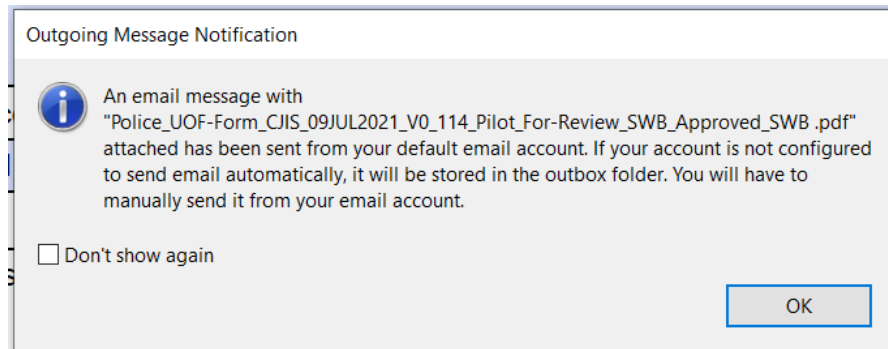 Outgoing Message Notification
An email message with
"Police_UOF-Form_CJIS_09JUL2021_V0_114_Pilot_For-Review_SWB_Approved_SWB .pdf"
attached has been sent from your default email account. If your account is not configured
to send email automatically, it will be stored in the outbox folder. You will have to
manually send it from your email account.
Don't show again
OK